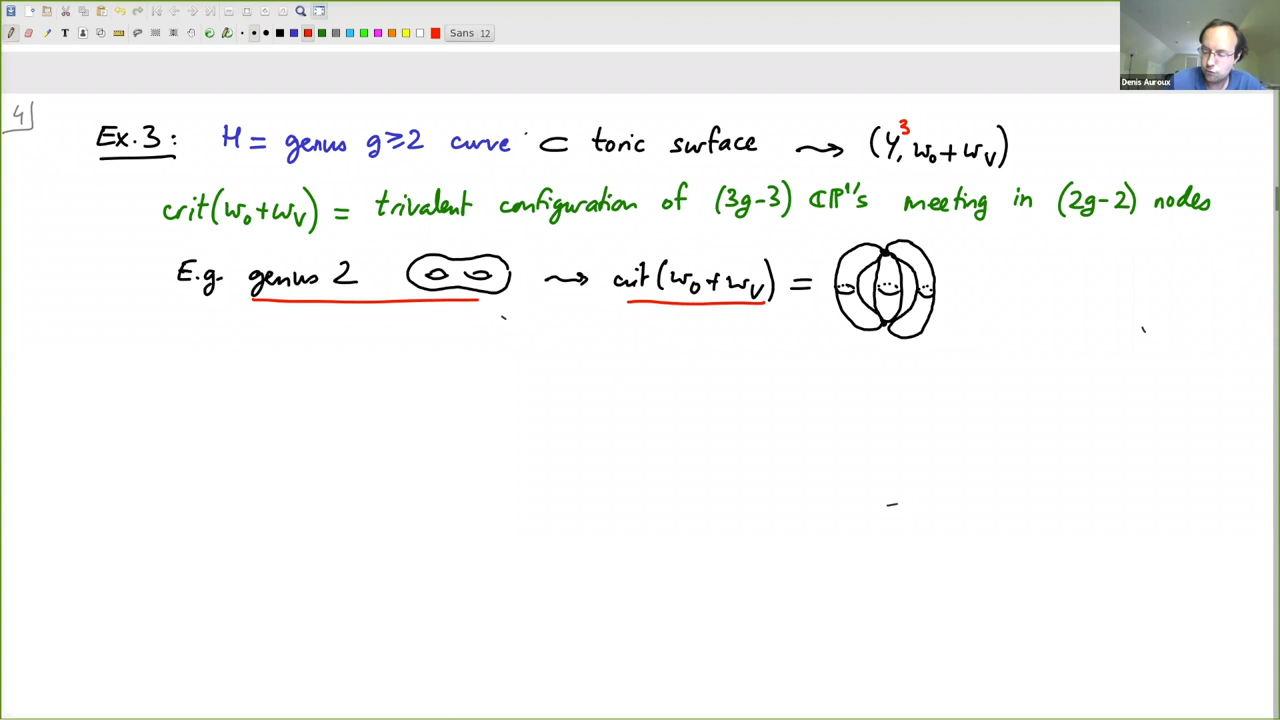 Sans 12
Denis Auroux
4
Ex.3: H = genus g≥2 curve ⊂ toric surface ⇝ (Y³, w₀+w_V)
crit(w₀+w_V) = trivalent configuration of (3g-3) ℂℙ¹'s meeting in (2g-2) nodes
E.g. genus 2 ⇝ crit(w₀+w_V) =